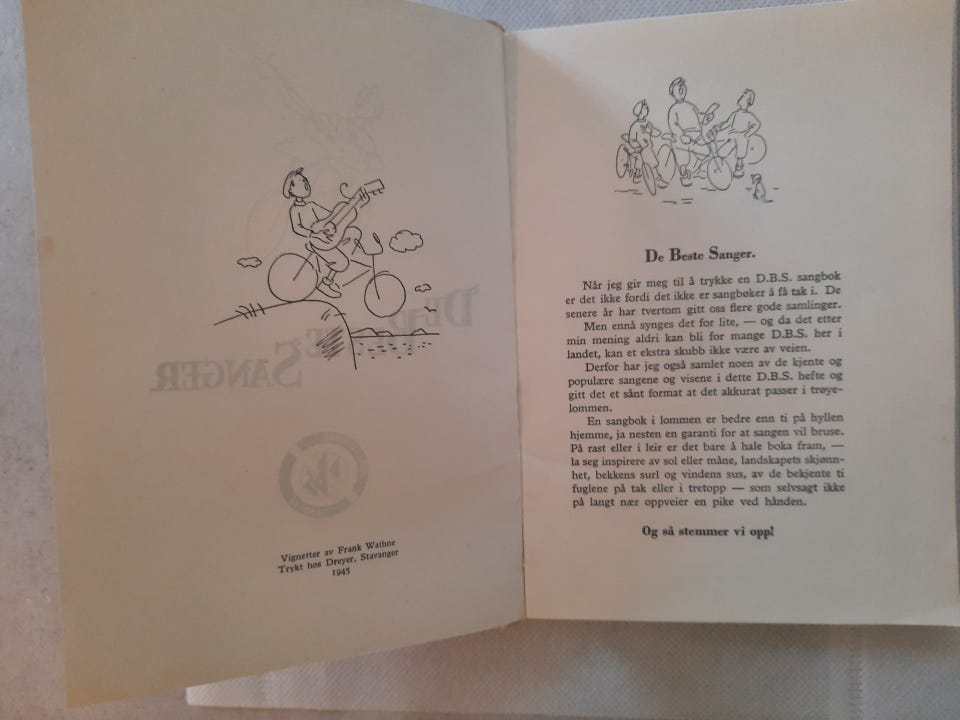 DE BESTE
SANGER
Vignetter av Frank Wathne
Trykt hos Dreyer, Stavanger
1945
De Beste Sanger.
Når jeg gir meg til å trykke en D.B.S. sangbok
er det ikke fordi det ikke er sangbøker å få tak i. De
senere år har tvertom gitt oss flere gode samlinger.
Men ennå synges det for lite, — og da det etter
min mening aldri kan bli for mange D.B.S. her i
landet, kan et ekstra skubb ikke være av veien.
Derfor har jeg også samlet noen av de kjente og
populære sangene og visene i dette D.B.S. hefte og
gitt det et sånt format at det akkurat passer i trøye-
lommen.
En sangbok i lommen er bedre enn ti på hyllen
hjemme, ja nesten en garanti for at sangen vil bruse.
På rast eller i leir er det bare å hale boka fram, —
la seg inspirere av sol eller måne, landskapets skjønn-
het, bekkens surl og vindens sus, av de bekjente ti
fuglene på tak eller i tretopp — som selvsagt ikke
på langt nær oppveier en pike ved hånden.
Og så stemmer vi opp!